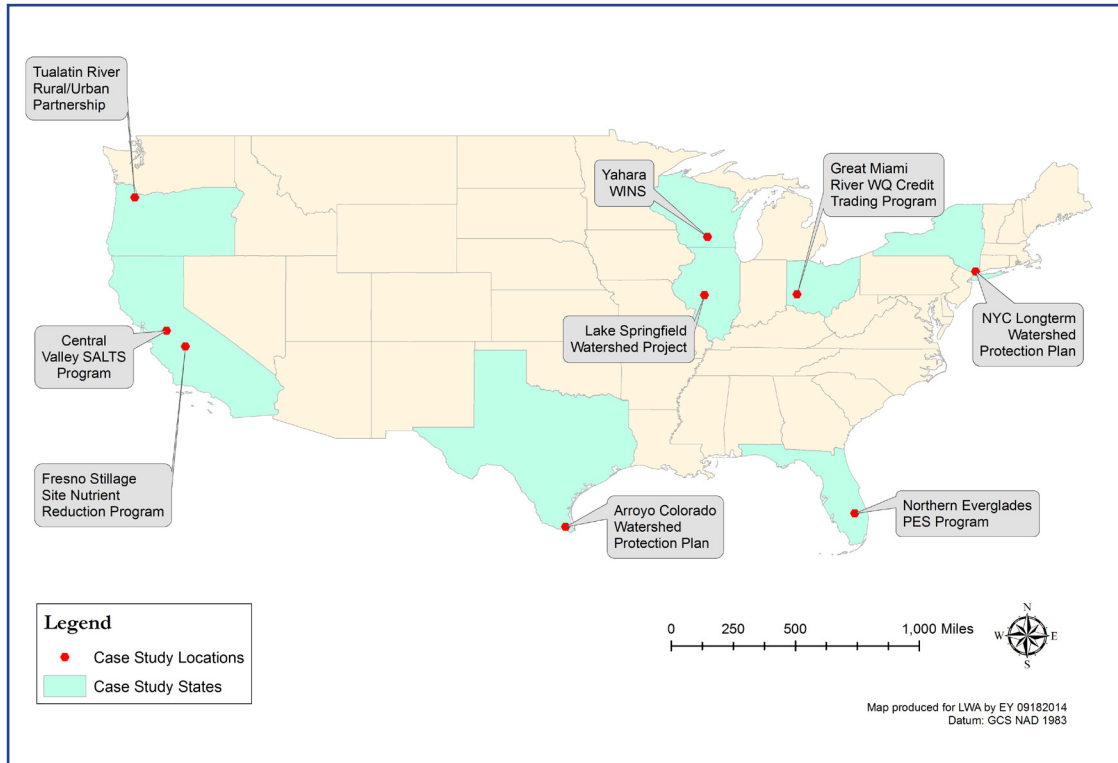 Tualatin River
Rural/Urban
Partnership
Yahara
WINS
Great Miami
River WQ Credit
Trading Program
Central
Valley SALTS
Program
Lake Springfield
Watershed Project
NYC Longterm
Watershed
Protection Plan
Fresno Stillage
Site Nutrient
Reduction Program
Arroyo Colorado
Watershed
Protection Plan
Northern Everglades
PES Program
Legend
Case Study Locations
Case Study States
0 250 500 1,000 Miles
N
W E
S
Map produced for LWA by EY 09182014
Datum: GCS NAD 1983